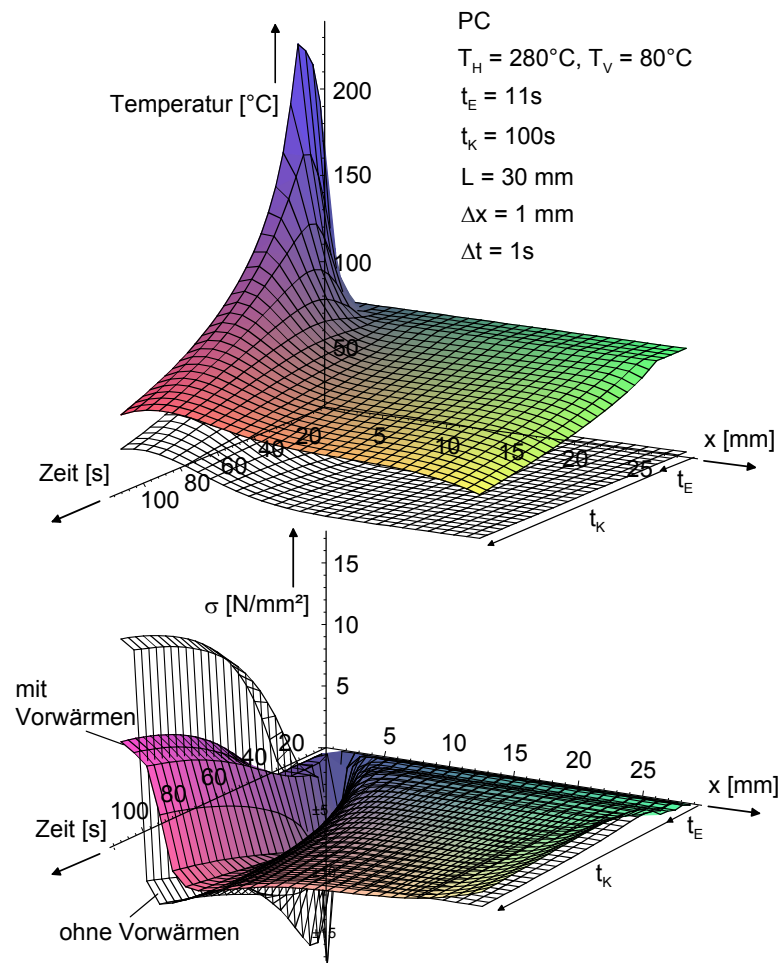 PC
T_H = 280°C, T_V = 80°C
t_E = 11s
t_K = 100s
L = 30 mm
Δx = 1 mm
Δt = 1s
Temperatur [°C]
200
150
100
50
x [mm]
5
10
15
20
25
t_E
t_K
Zeit [s]
20
40
60
80
100
σ [N/mm²]
15
10
5
±5
±15
mit
Vorwärmen
5
10
15
20
25
x [mm]
t_E
t_K
20
40
60
80
100
Zeit [s]
ohne Vorwärmen